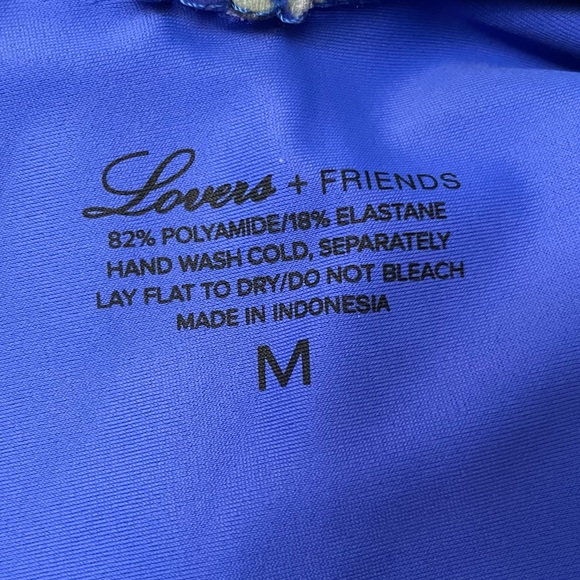 Lovers + FRIENDS
82% POLYAMIDE/18% ELASTANE
HAND WASH COLD, SEPARATELY
LAY FLAT TO DRY/DO NOT BLEACH
MADE IN INDONESIA
M